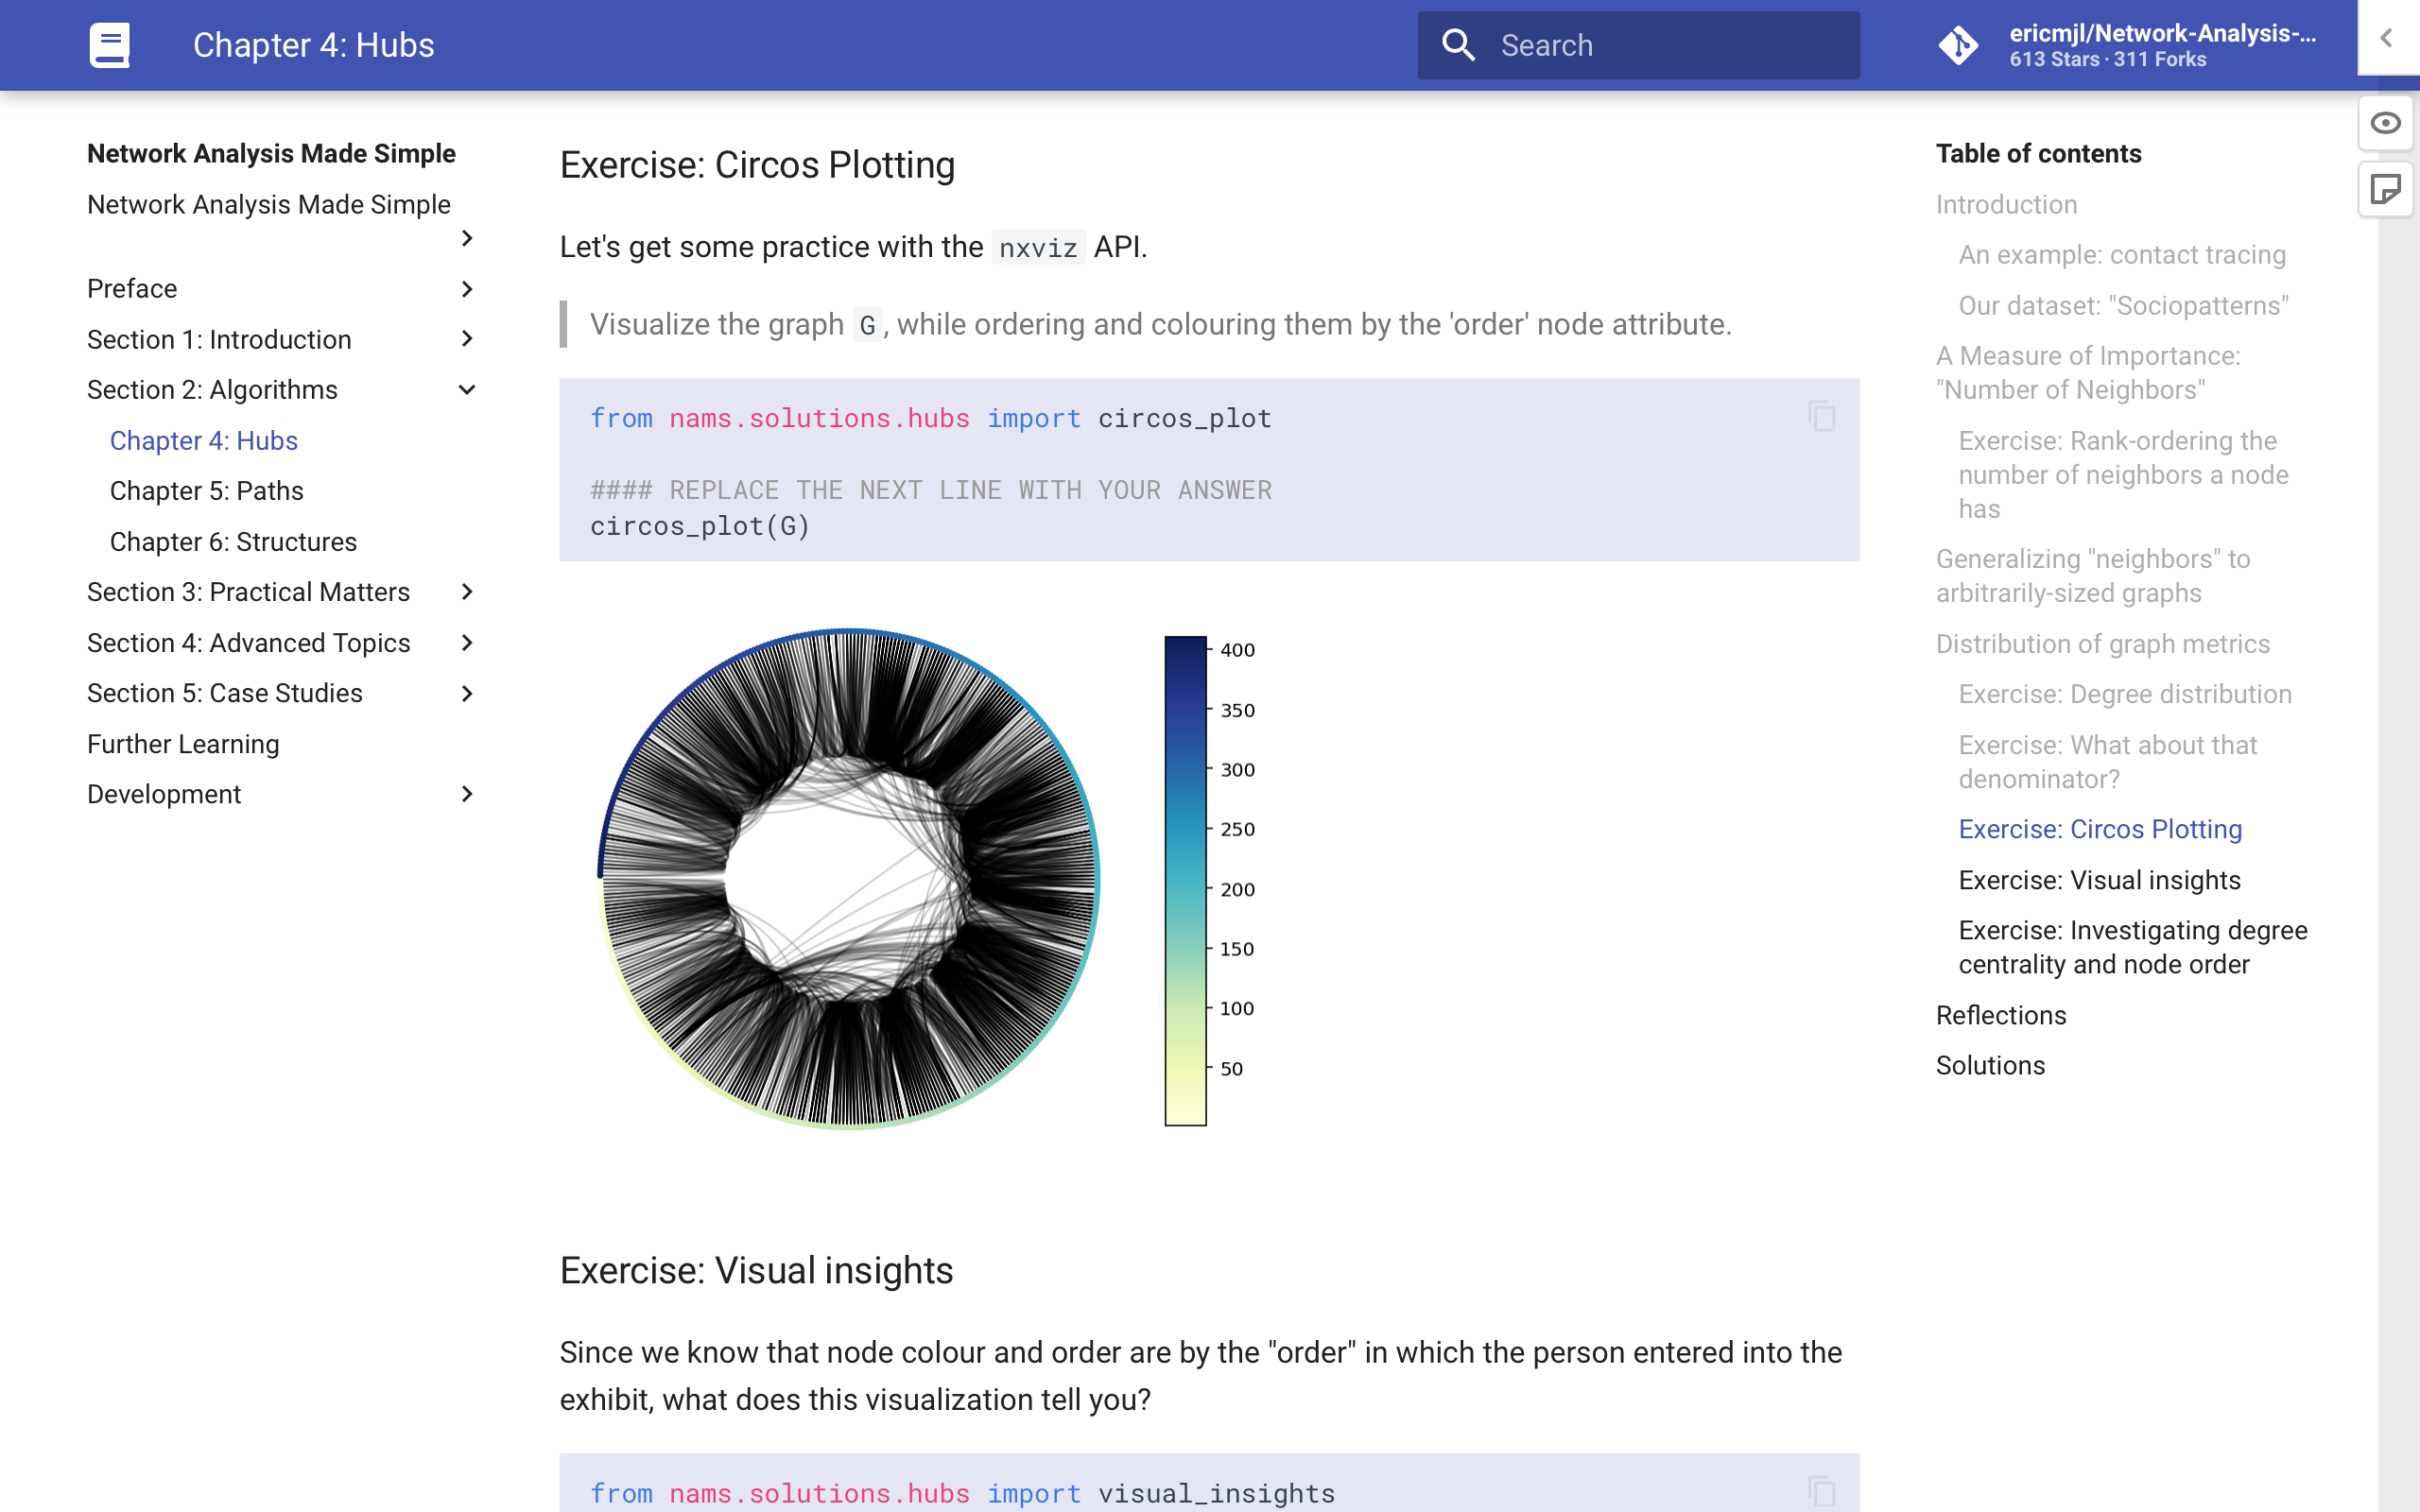 Chapter 4: Hubs
Search
ericmjl/Network-Analysis-...
613 Stars · 311 Forks
Network Analysis Made Simple
Network Analysis Made Simple
Preface
Section 1: Introduction
Section 2: Algorithms
Chapter 4: Hubs
Chapter 5: Paths
Chapter 6: Structures
Section 3: Practical Matters
Section 4: Advanced Topics
Section 5: Case Studies
Further Learning
Development
Exercise: Circos Plotting
Let's get some practice with the nxviz API.
Visualize the graph G, while ordering and colouring them by the 'order' node attribute.
from nams.solutions.hubs import circos_plot
#### REPLACE THE NEXT LINE WITH YOUR ANSWER
circos_plot(G)
400
350
300
250
200
150
100
50
Exercise: Visual insights
Since we know that node colour and order are by the "order" in which the person entered into the
exhibit, what does this visualization tell you?
from nams.solutions.hubs import visual_insights
Table of contents
Introduction
An example: contact tracing
Our dataset: "Sociopatterns"
A Measure of Importance:
"Number of Neighbors"
Exercise: Rank-ordering the
number of neighbors a node
has
Generalizing "neighbors" to
arbitrarily-sized graphs
Distribution of graph metrics
Exercise: Degree distribution
Exercise: What about that
denominator?
Exercise: Circos Plotting
Exercise: Visual insights
Exercise: Investigating degree
centrality and node order
Reflections
Solutions